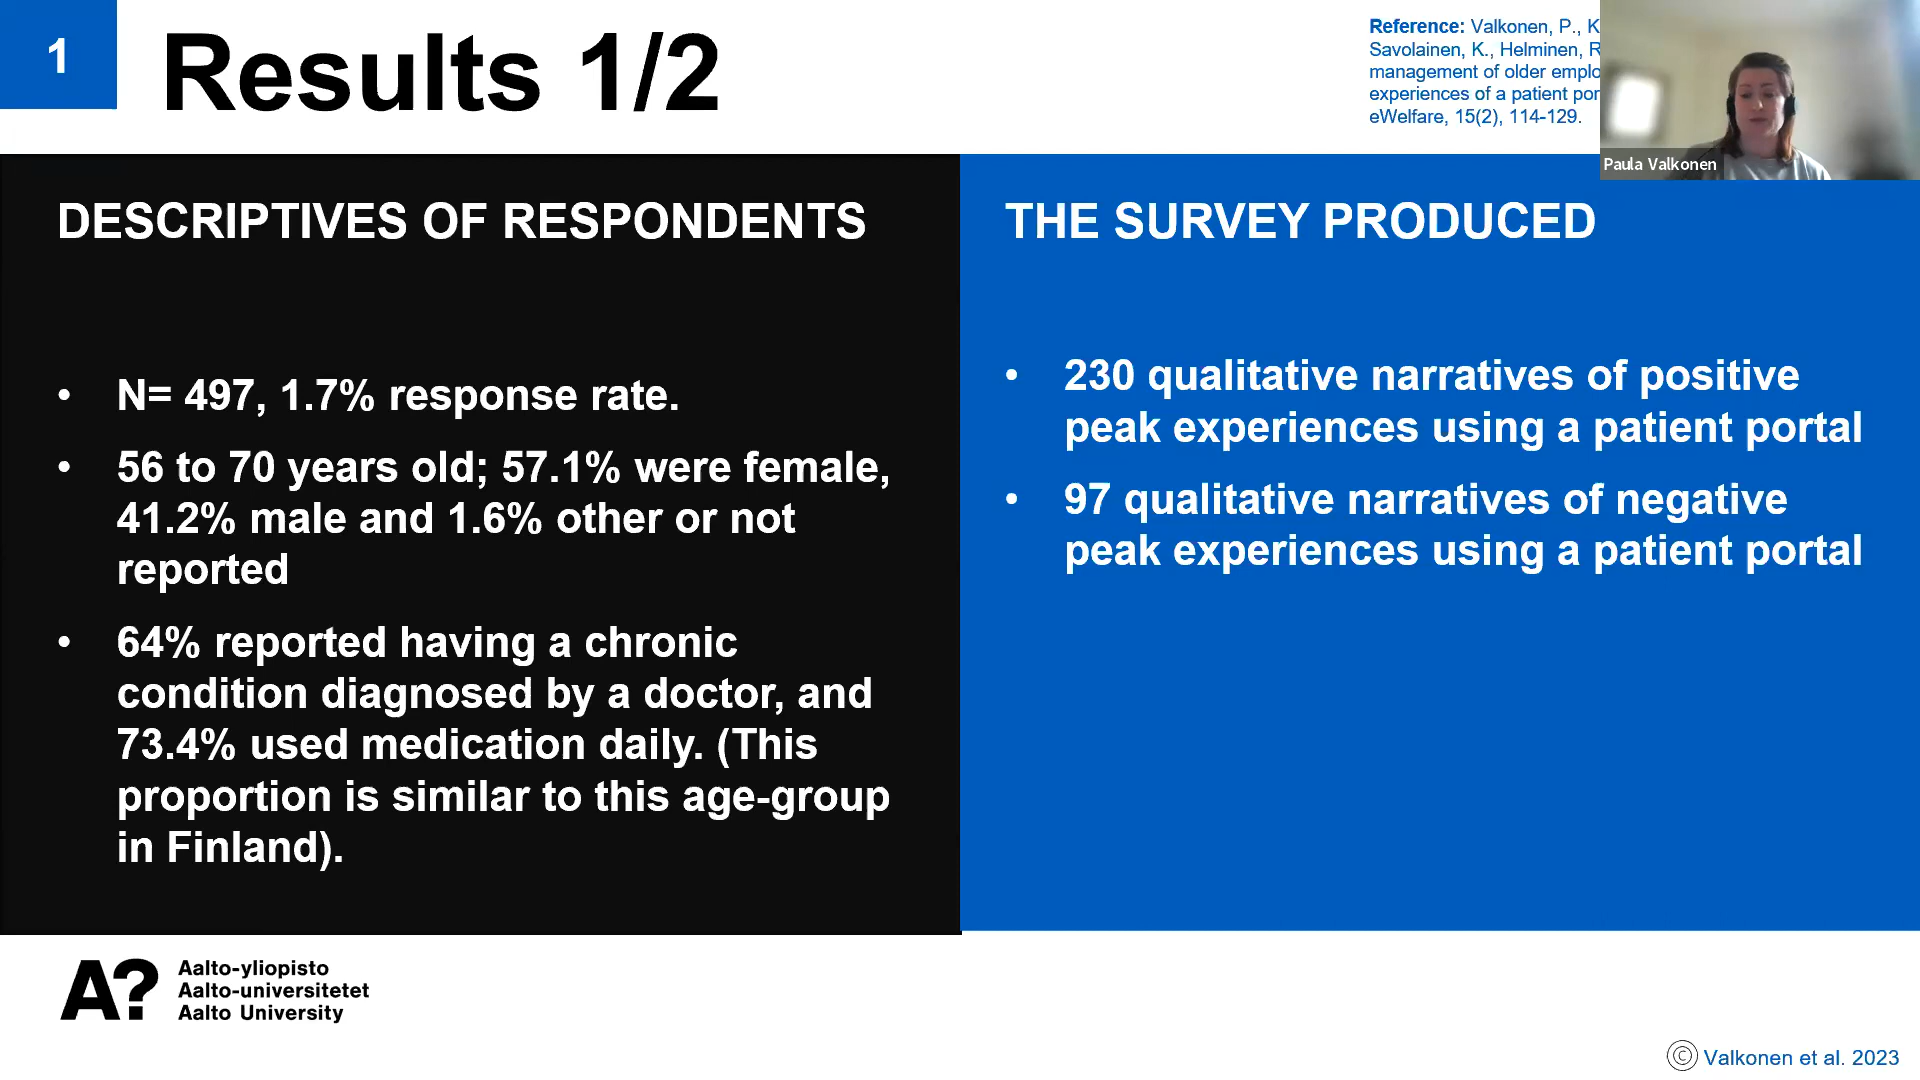 1
Results 1/2
Reference: Valkonen, P., K
Savolainen, K., Helminen, R
management of older emplo
experiences of a patient por
eWelfare, 15(2), 114-129.
Paula Valkonen
DESCRIPTIVES OF RESPONDENTS
• N= 497, 1.7% response rate.
• 56 to 70 years old; 57.1% were female,
41.2% male and 1.6% other or not
reported
• 64% reported having a chronic
condition diagnosed by a doctor, and
73.4% used medication daily. (This
proportion is similar to this age-group
in Finland).
THE SURVEY PRODUCED
• 230 qualitative narratives of positive
peak experiences using a patient portal
• 97 qualitative narratives of negative
peak experiences using a patient portal
A?
Aalto-yliopisto
Aalto-universitetet
Aalto University
© Valkonen et al. 2023